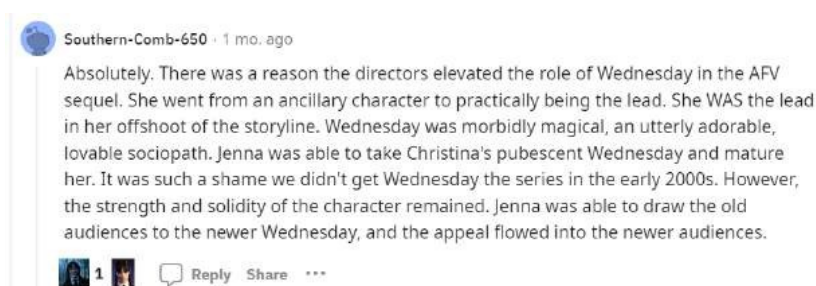 Southern-Comb-650 · 1 mo. ago
Absolutely. There was a reason the directors elevated the role of Wednesday in the AFV
sequel. She went from an ancillary character to practically being the lead. She WAS the lead
in her offshoot of the storyline. Wednesday was morbidly magical, an utterly adorable,
lovable sociopath. Jenna was able to take Christina's pubescent Wednesday and mature
her. It was such a shame we didn't get Wednesday the series in the early 2000s. However,
the strength and solidity of the character remained. Jenna was able to draw the old
audiences to the newer Wednesday, and the appeal flowed into the newer audiences.
1 Reply Share ...